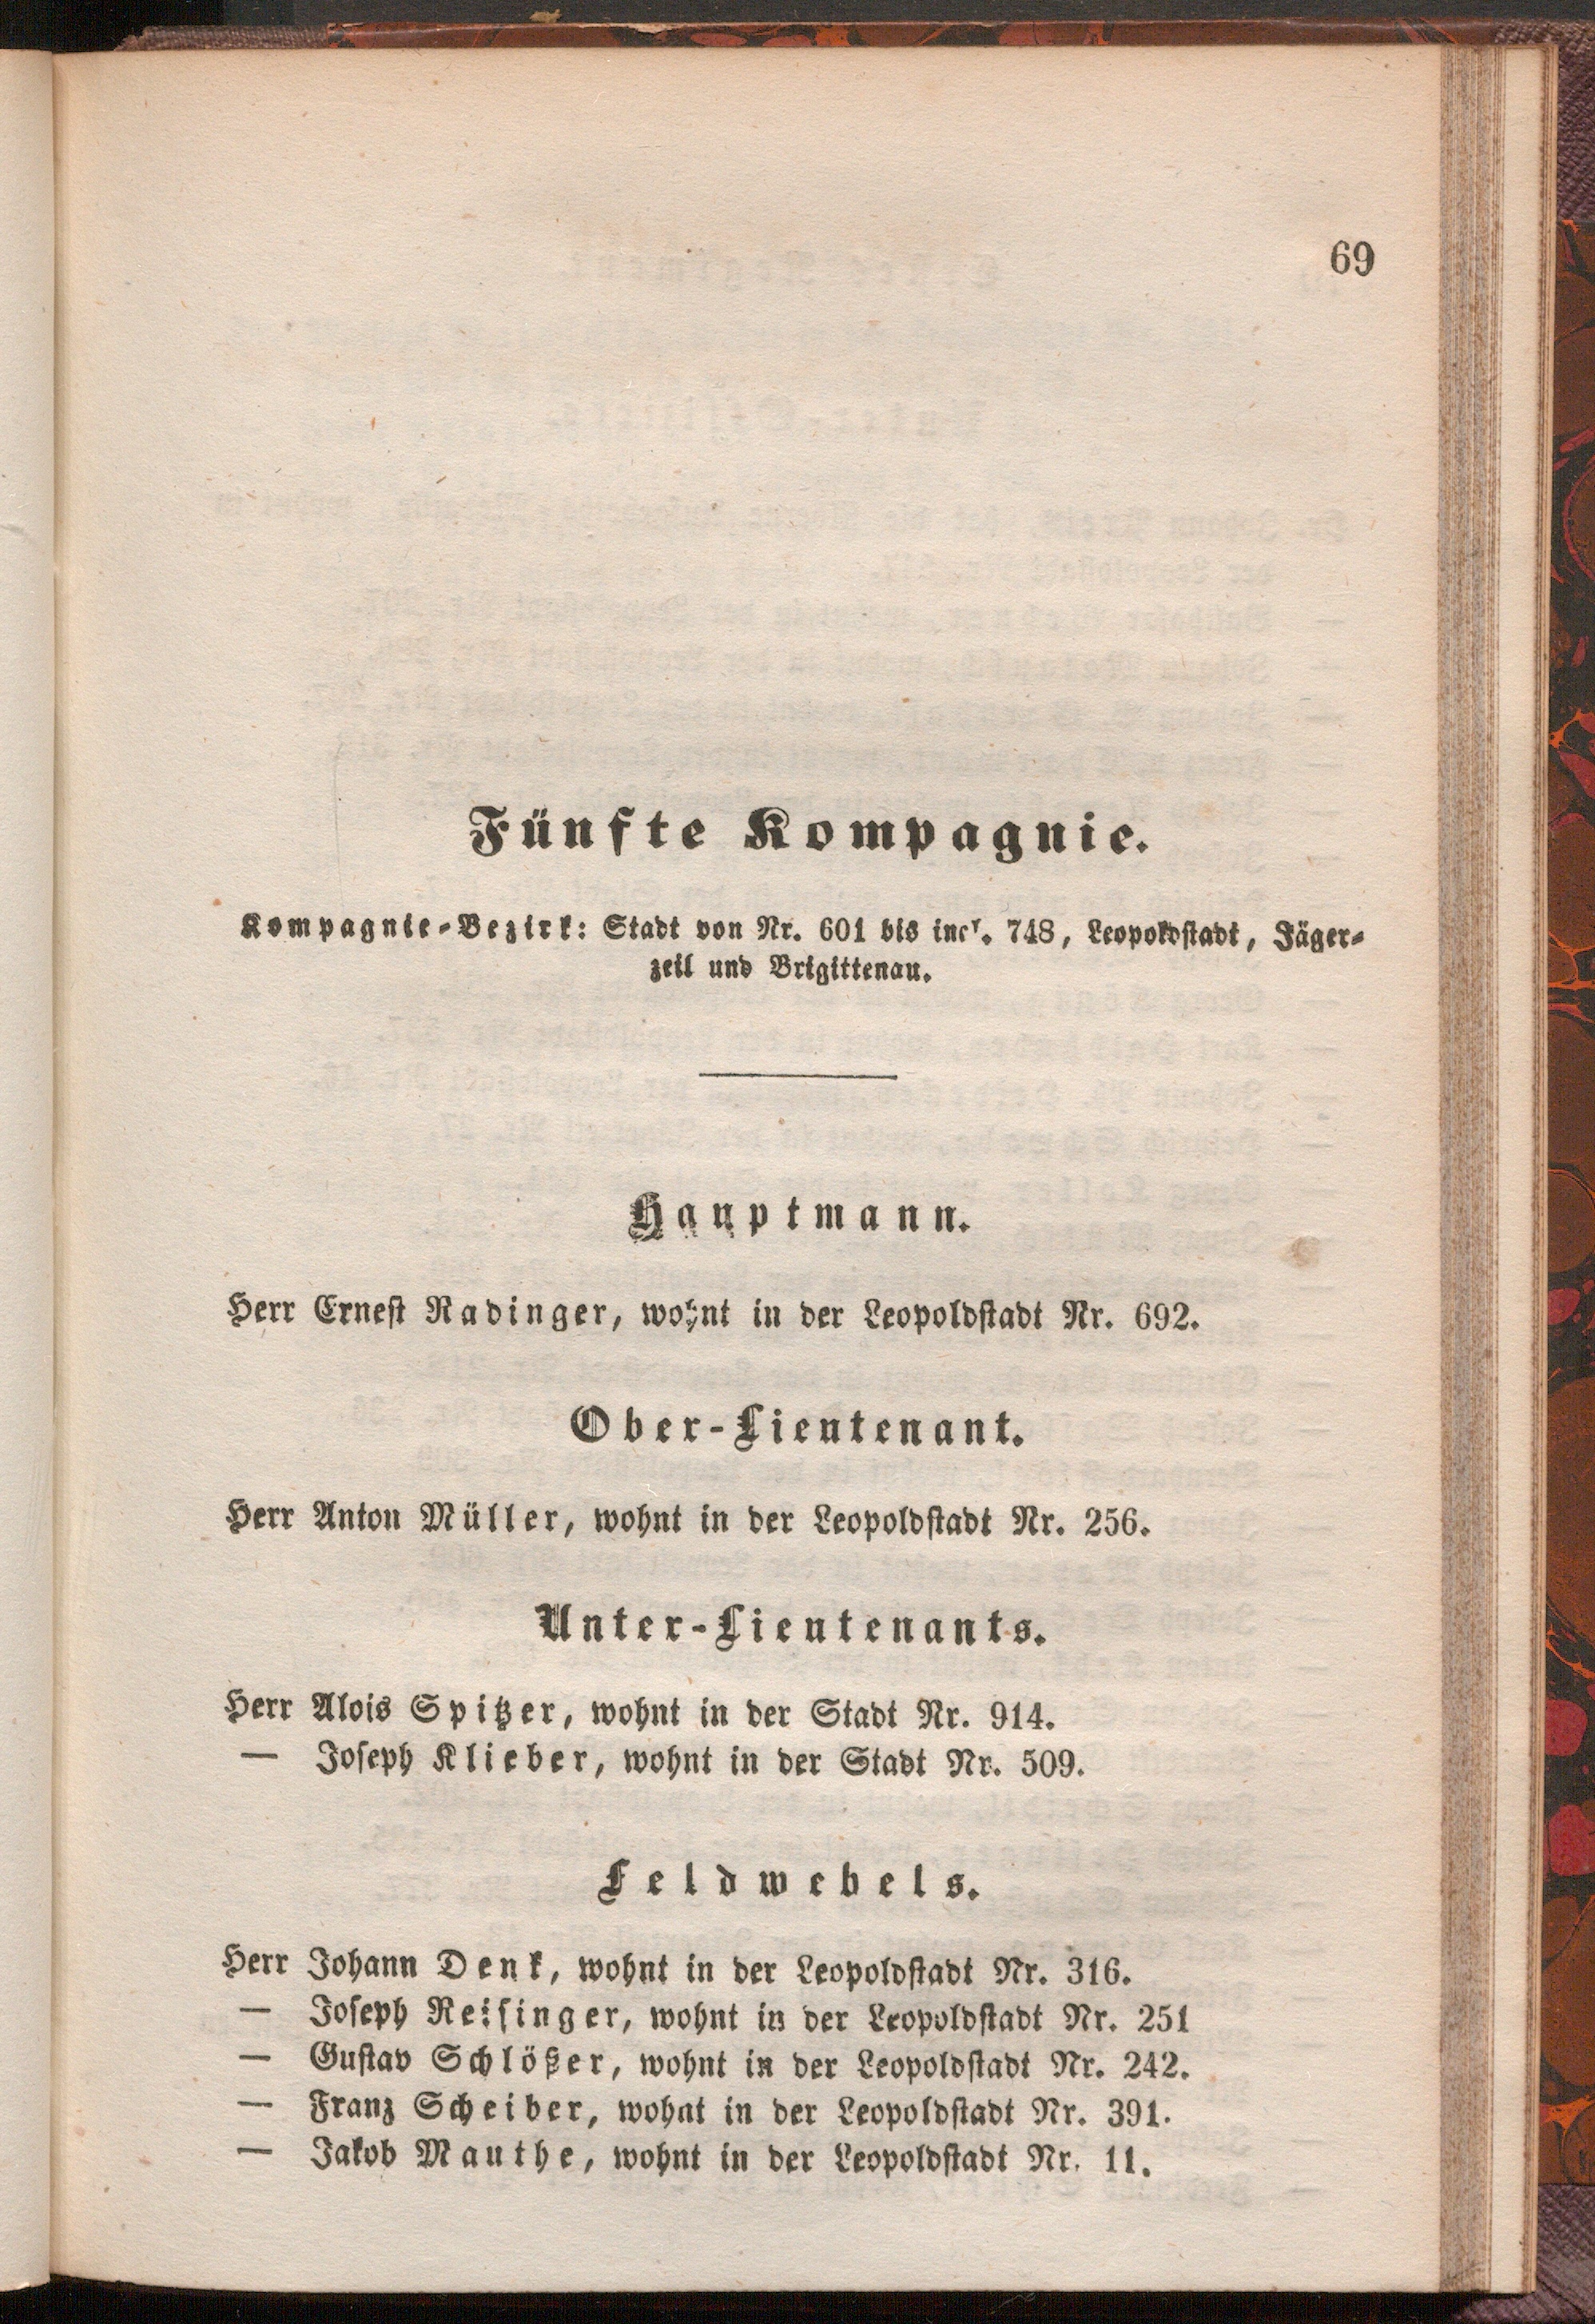 69
Fünfte Kompagnie.
Kompagnie-Bezirk: Stadt von Nr. 601 bis incl. 748, Leopoldstadt, Jäger-
zeil und Brigittenau.
Hauptmann.
Herr Ernest Radinger, wohnt in der Leopoldstadt Nr. 692.
Ober-Lieutenant.
Herr Anton Müller, wohnt in der Leopoldstadt Nr. 256.
Unter-Lieutenants.
Herr Alois Spitzer, wohnt in der Stadt Nr. 914.
— Joseph Klieber, wohnt in der Stadt Nr. 509.
Feldwebels.
Herr Johann Denk, wohnt in der Leopoldstadt Nr. 316.
— Joseph Reisinger, wohnt in der Leopoldstadt Nr. 251
— Gustav Schlößer, wohnt in der Leopoldstadt Nr. 242.
— Franz Scheiber, wohnt in der Leopoldstadt Nr. 391.
— Jakob Mauthe, wohnt in der Leopoldstadt Nr. 11.